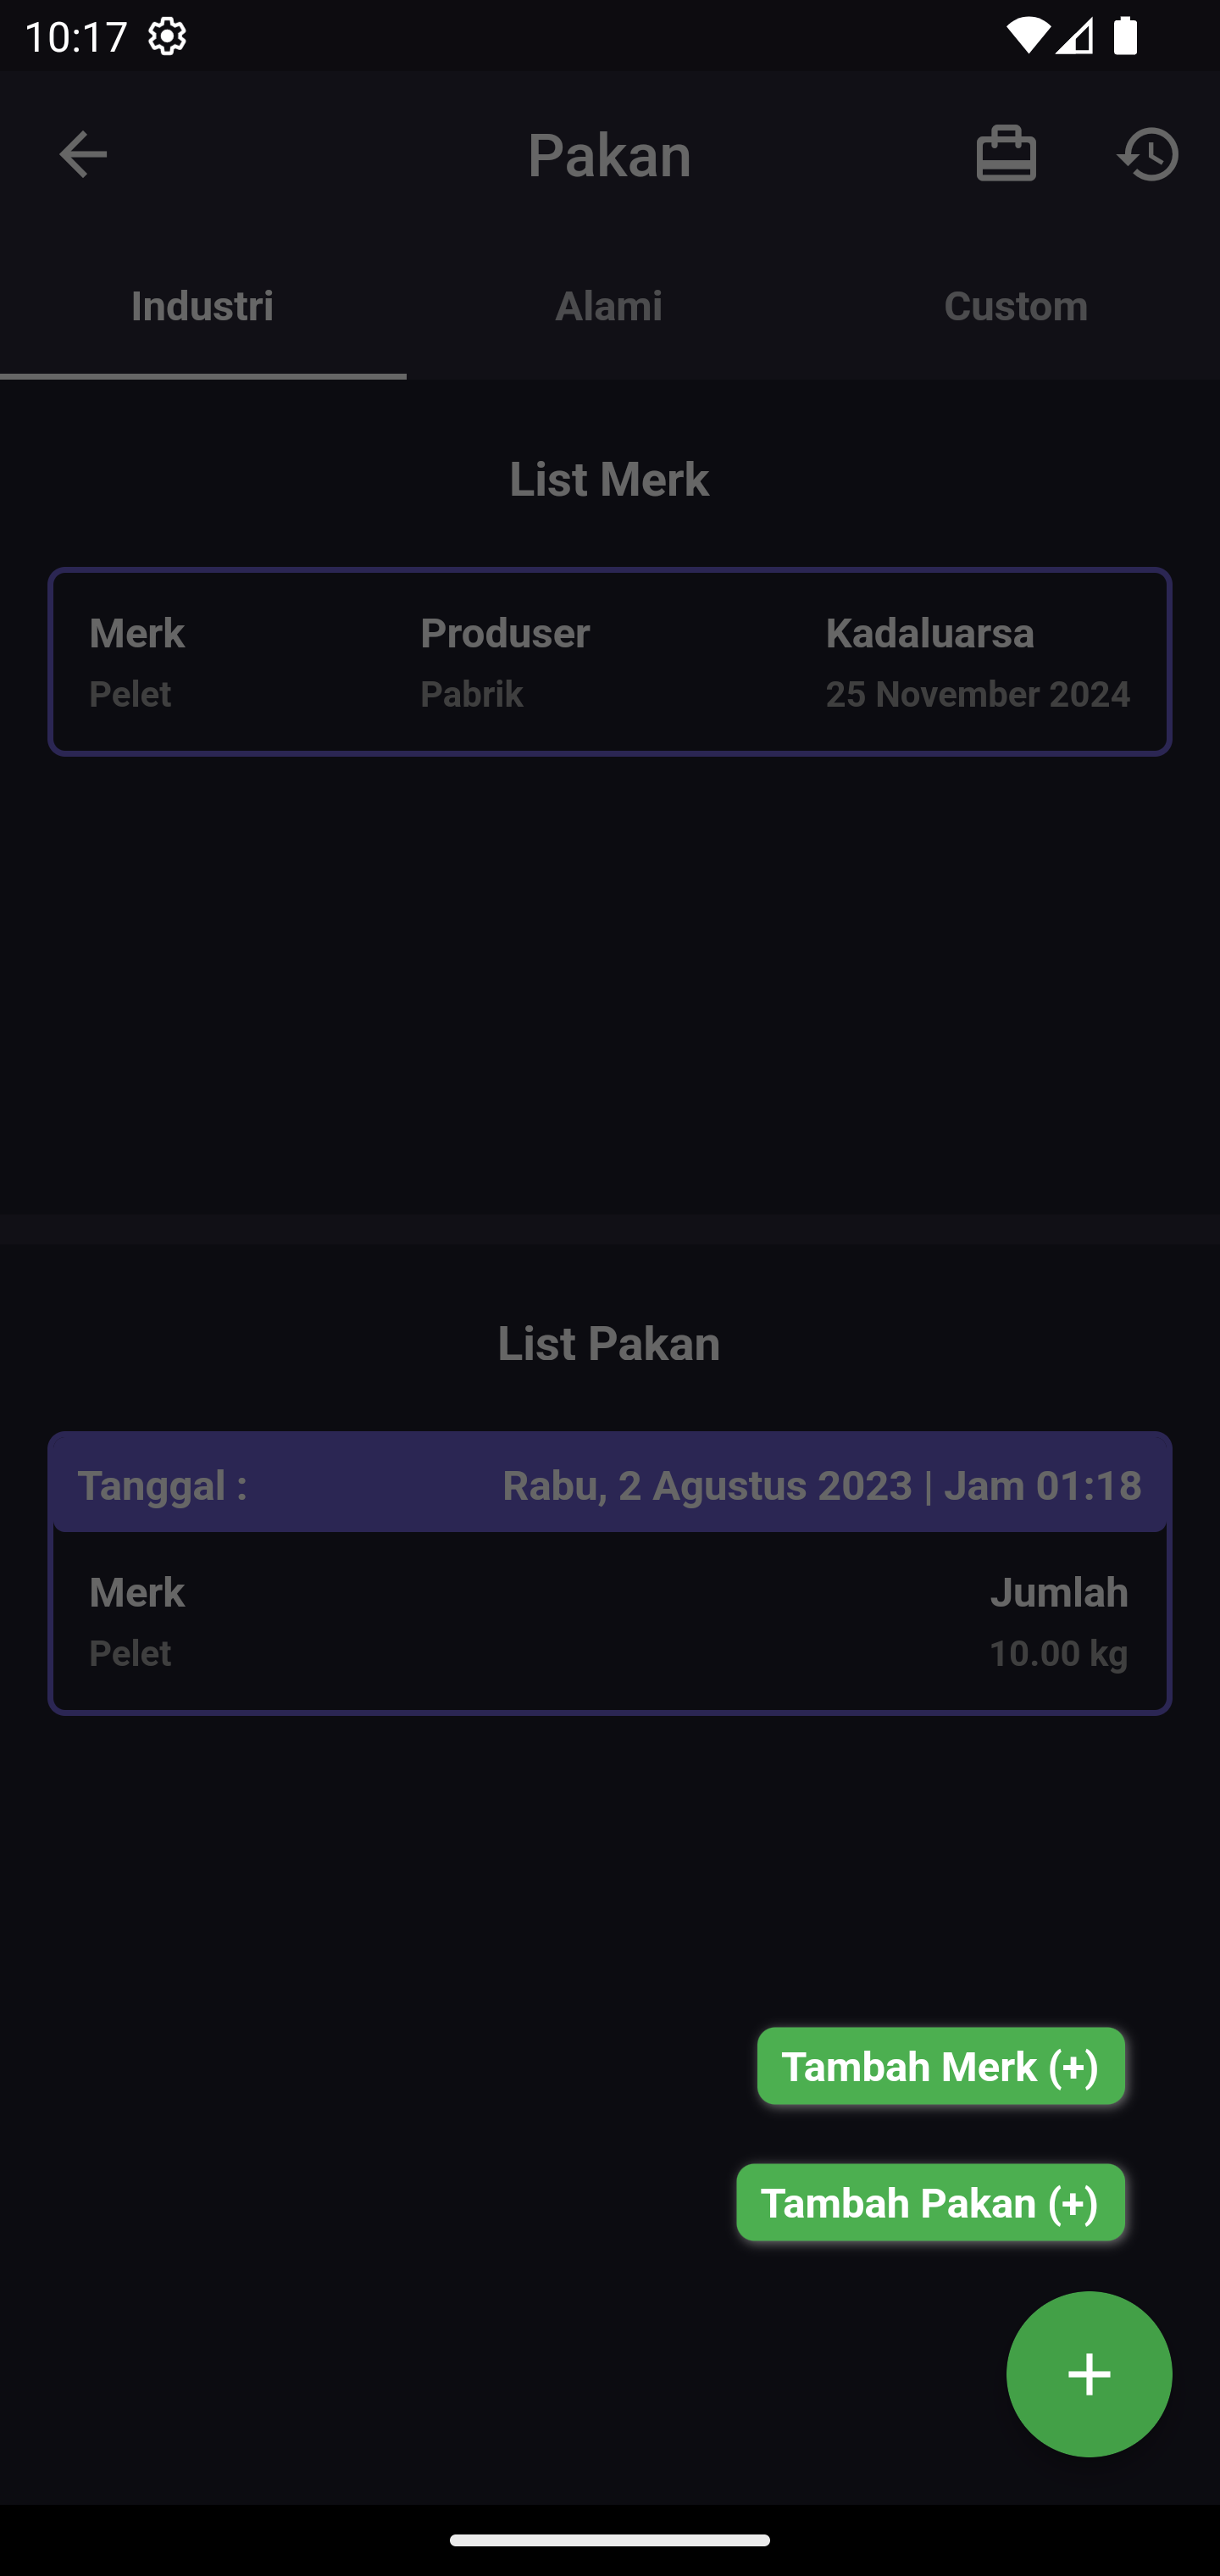 10:17
Pakan
Industri Alami Custom
List Merk
Merk Produser Kadaluarsa
Pelet Pabrik 25 November 2024
List Pakan
Tanggal : Rabu, 2 Agustus 2023 | Jam 01:18
Merk Jumlah
Pelet 10.00 kg
Tambah Merk (+)
Tambah Pakan (+)